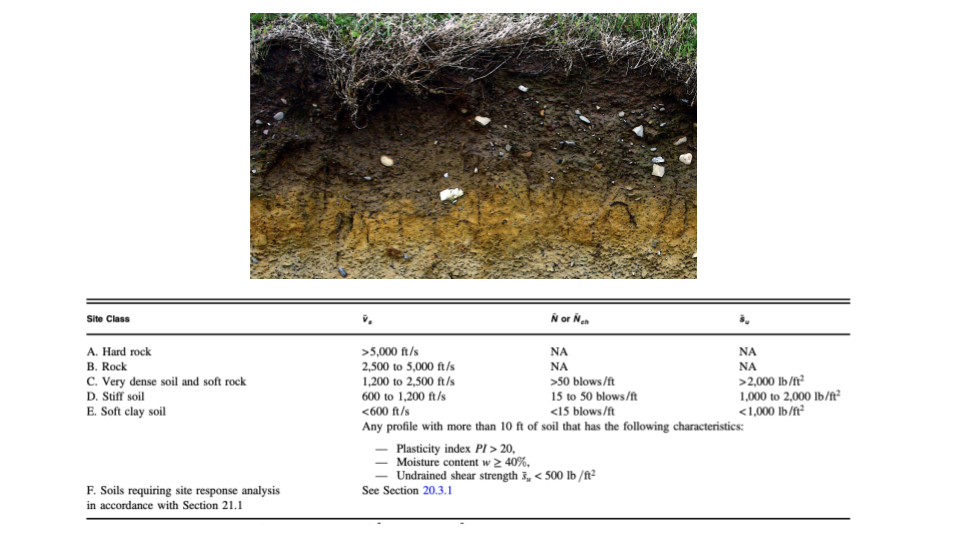 Site Class v̄s N̄ or N̄ch s̄u
A. Hard rock >5,000 ft/s NA NA
B. Rock 2,500 to 5,000 ft/s NA NA
C. Very dense soil and soft rock 1,200 to 2,500 ft/s >50 blows/ft >2,000 lb/ft²
D. Stiff soil 600 to 1,200 ft/s 15 to 50 blows/ft 1,000 to 2,000 lb/ft²
E. Soft clay soil <600 ft/s <15 blows/ft <1,000 lb/ft²
Any profile with more than 10 ft of soil that has the following characteristics:
— Plasticity index PI > 20,
— Moisture content w ≥ 40%,
— Undrained shear strength s̄u < 500 lb /ft²
F. Soils requiring site response analysis See Section 20.3.1
in accordance with Section 21.1